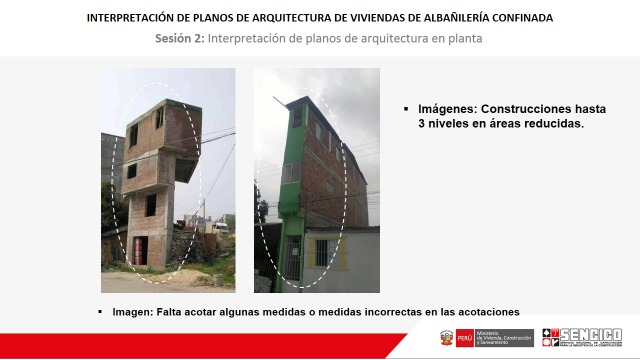 INTERPRETACIÓN DE PLANOS DE ARQUITECTURA DE VIVIENDAS DE ALBAÑILERÍA CONFINADA
Sesión 2: Interpretación de planos de arquitectura en planta
▪ Imágenes: Construcciones hasta
3 niveles en áreas reducidas.
▪ Imagen: Falta acotar algunas medidas o medidas incorrectas en las acotaciones
PERÚ
Ministerio
de Vivienda, Construcción
y Saneamiento
SENCICO